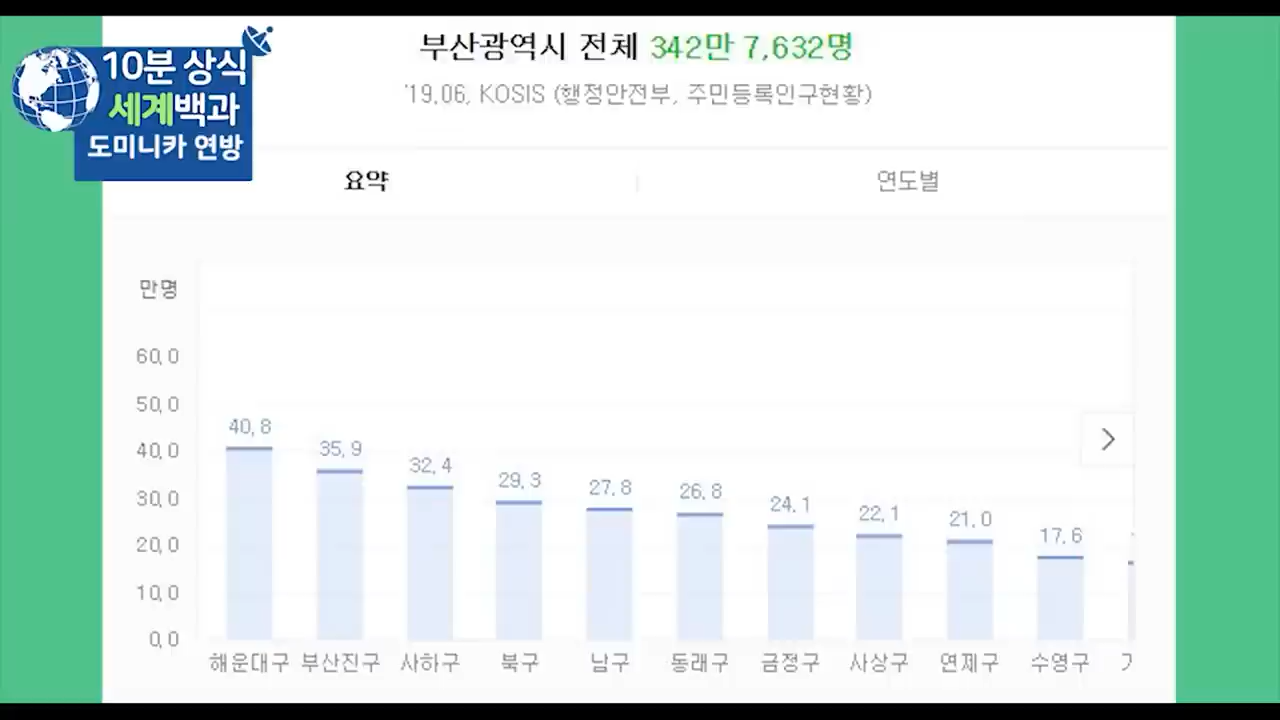 10분 상식
세계백과
도미니카 연방
부산광역시 전체 342만 7,632명
'19.06, KOSIS (행정안전부, 주민등록인구현황)
요약
연도별
만명
60.0
50.0
40.0
30.0
20.0
10.0
0.0
40.8
35.9
32.4
29.3
27.8
26.8
24.1
22.1
21.0
17.6
해운대구 부산진구 사하구 북구 남구 동래구 금정구 사상구 연제구 수영구